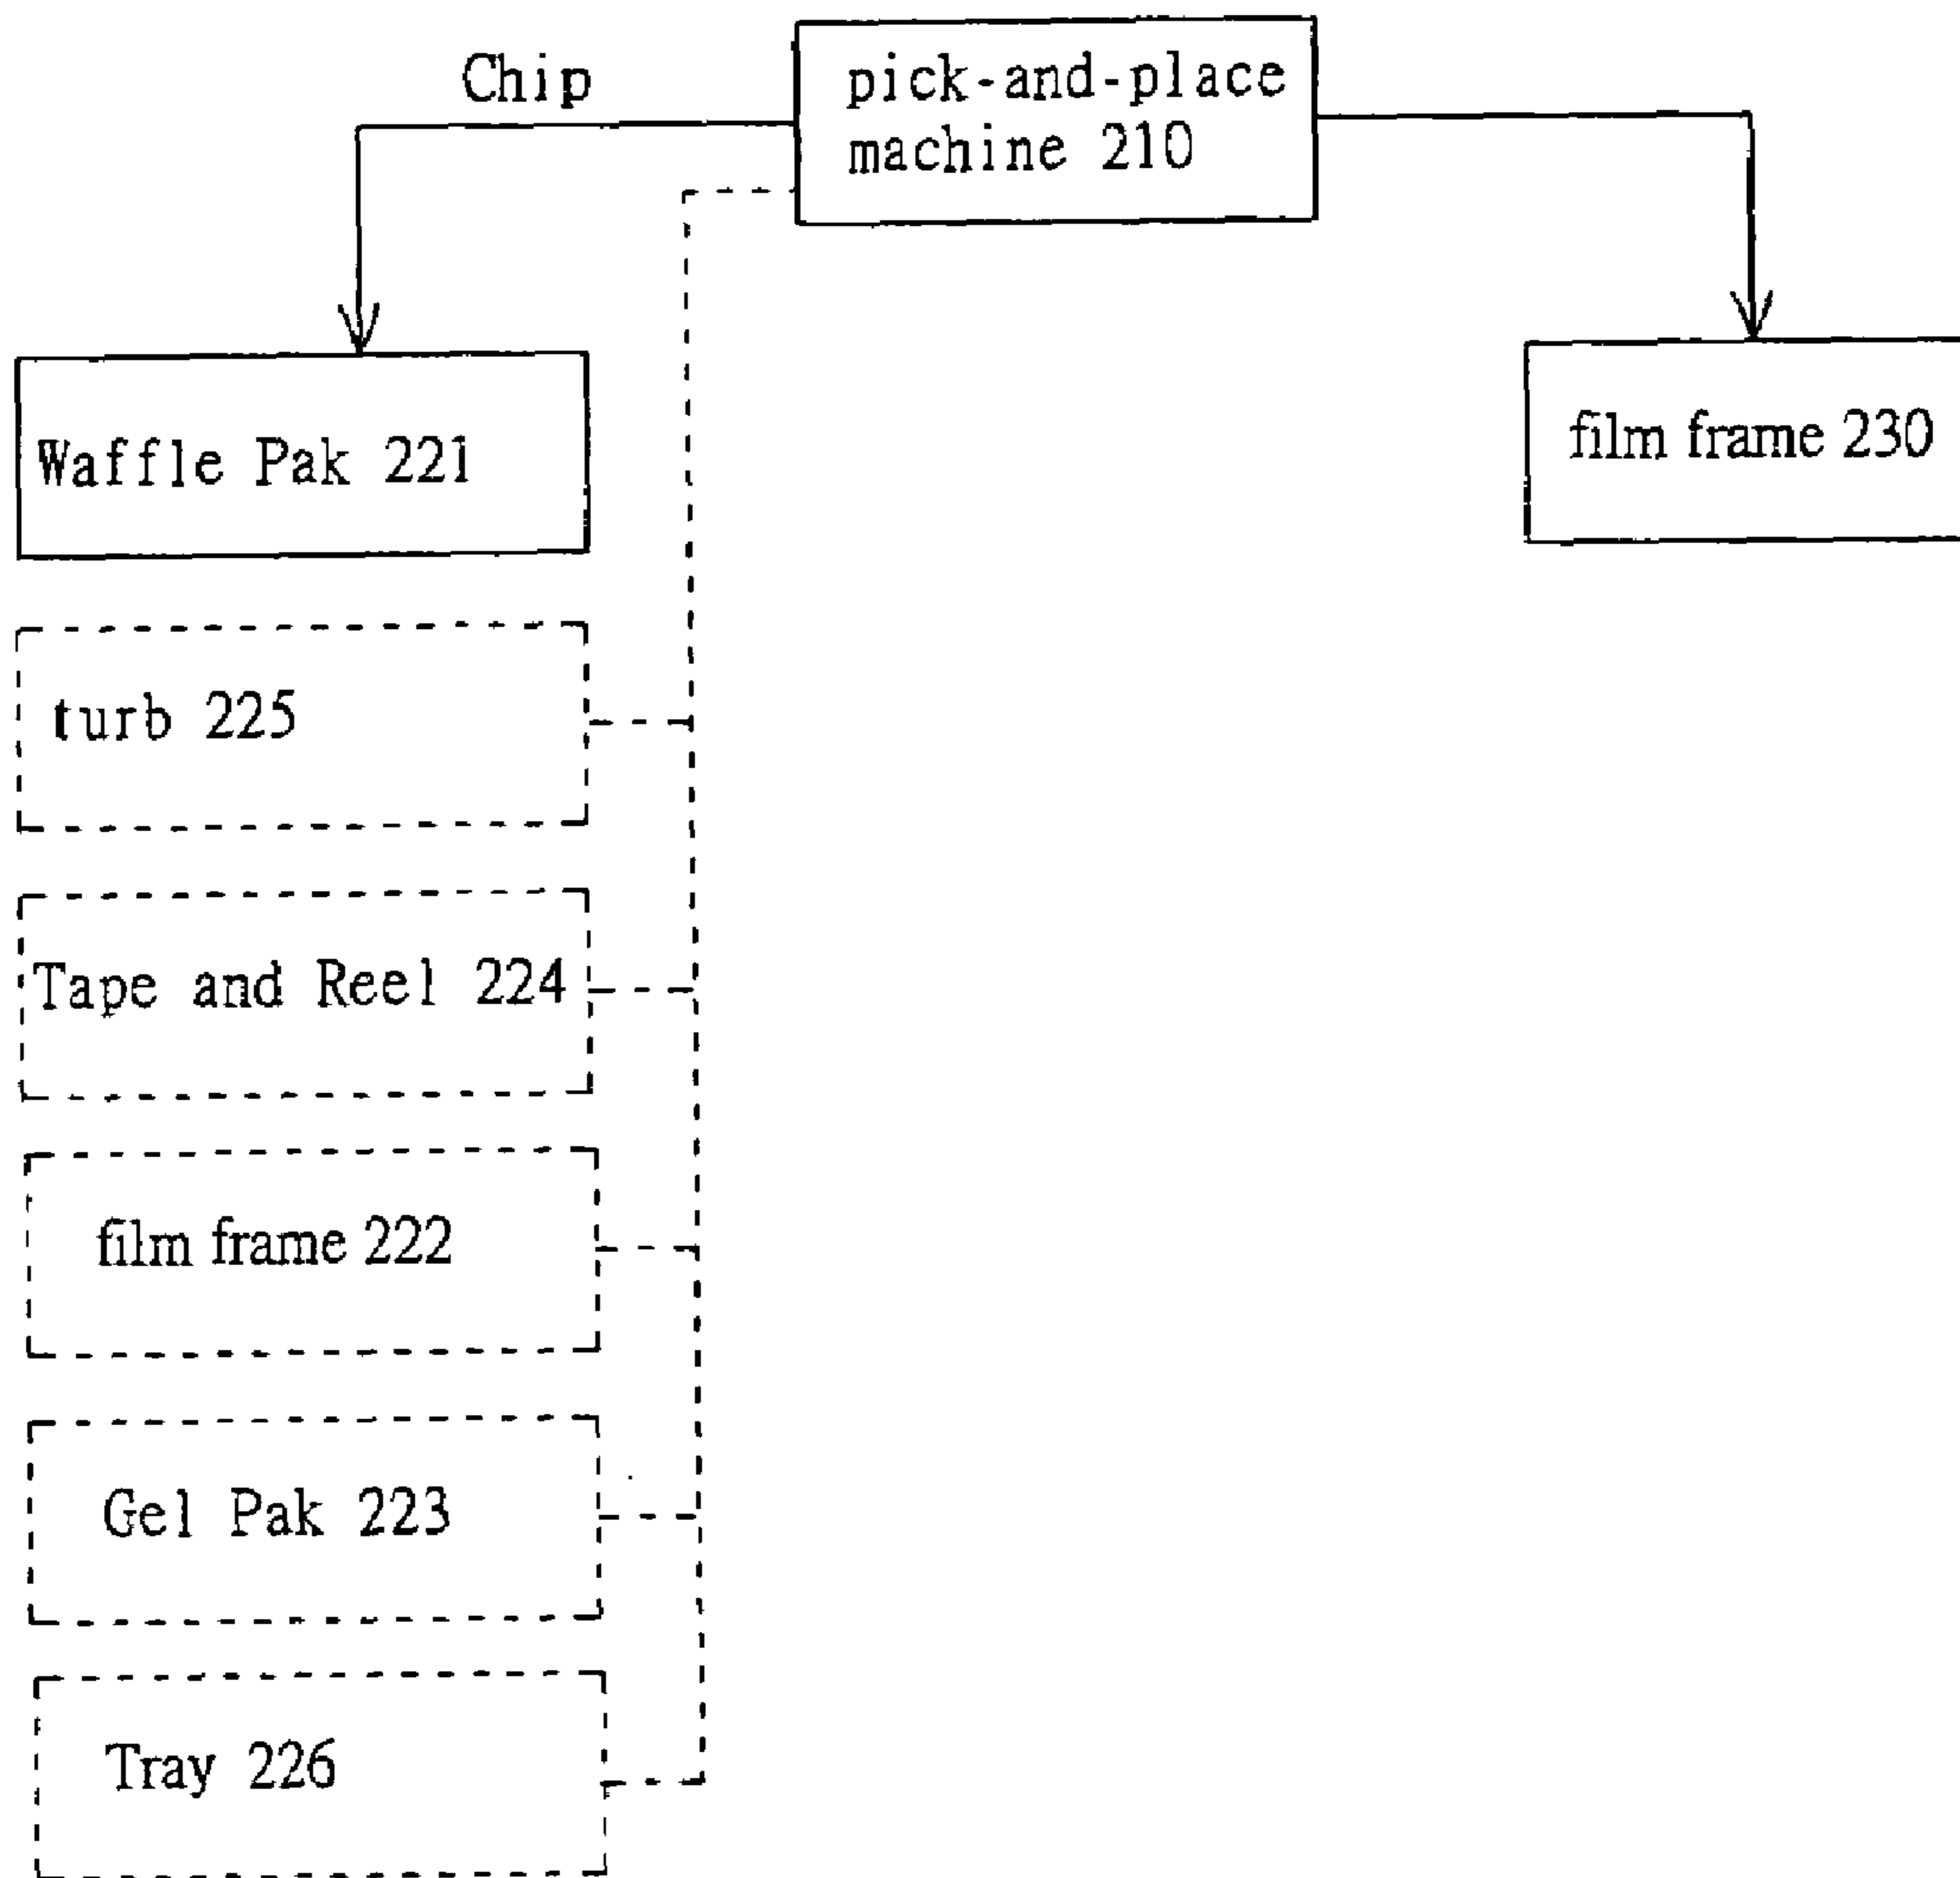 Chip
pick-and-place
machine 210
Waffle Pak 221
film frame 230
turb 225
Tape and Reel 224
film frame 222
Gel Pak 223
Tray 226